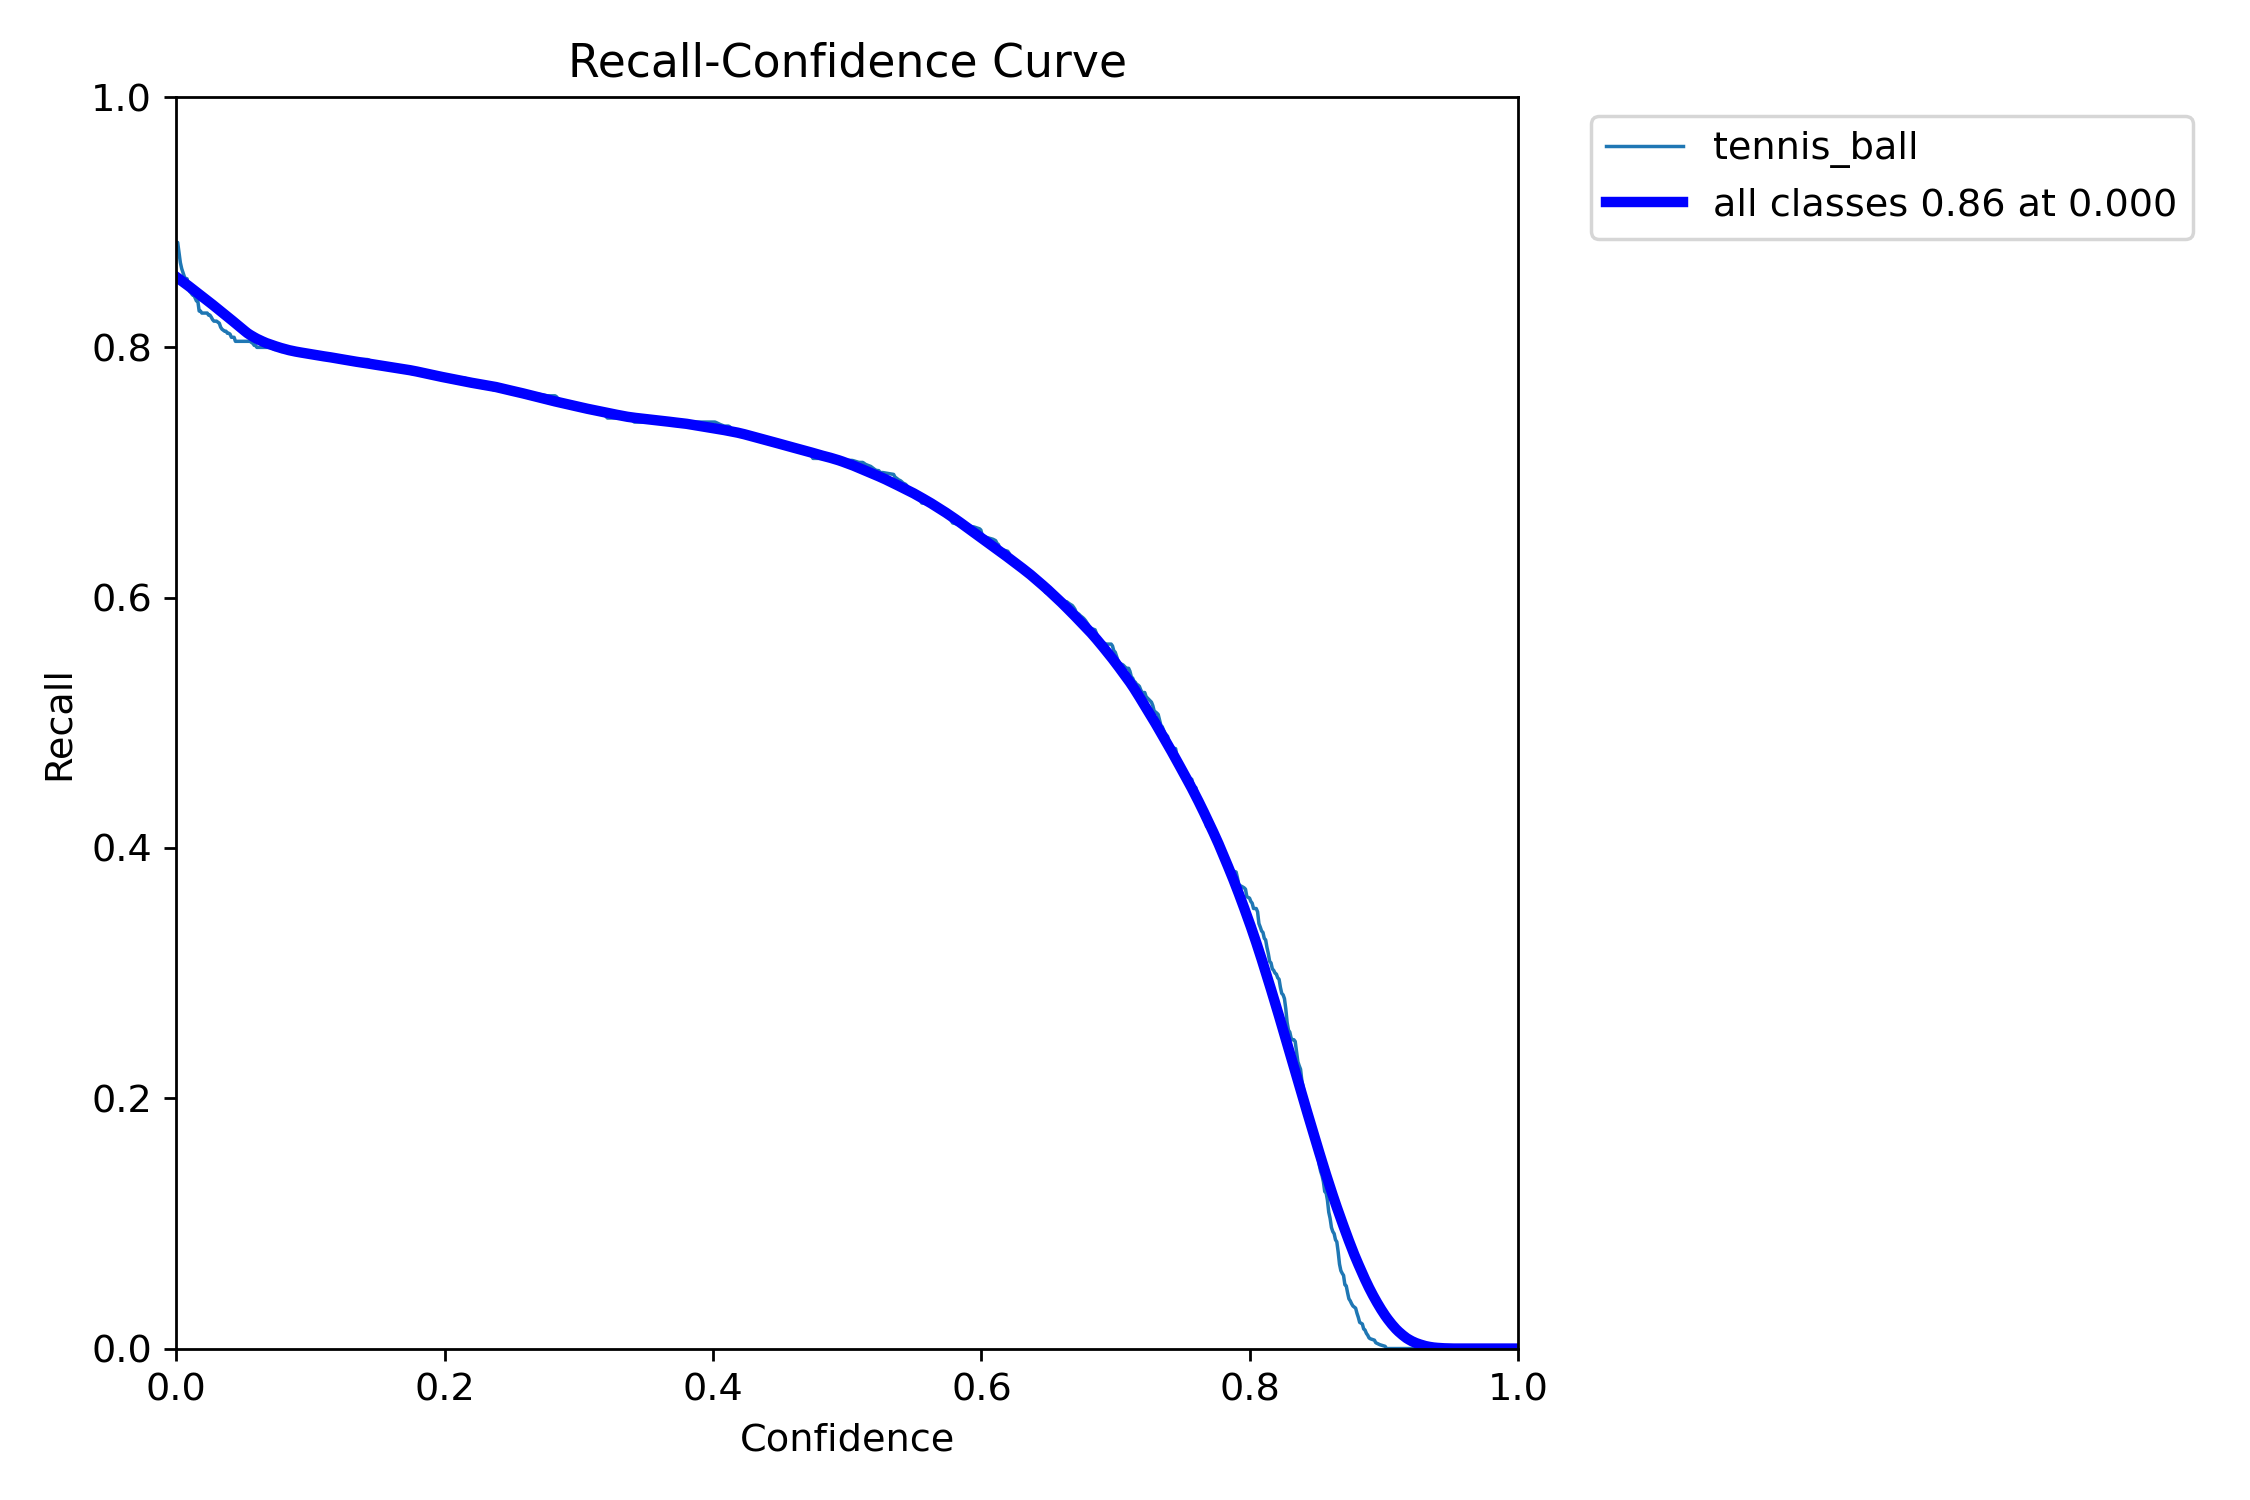 Recall-Confidence Curve
1.0
0.8
0.6
0.4
0.2
0.0
Recall
0.0 0.2 0.4 0.6 0.8 1.0
Confidence
tennis_ball
all classes 0.86 at 0.000